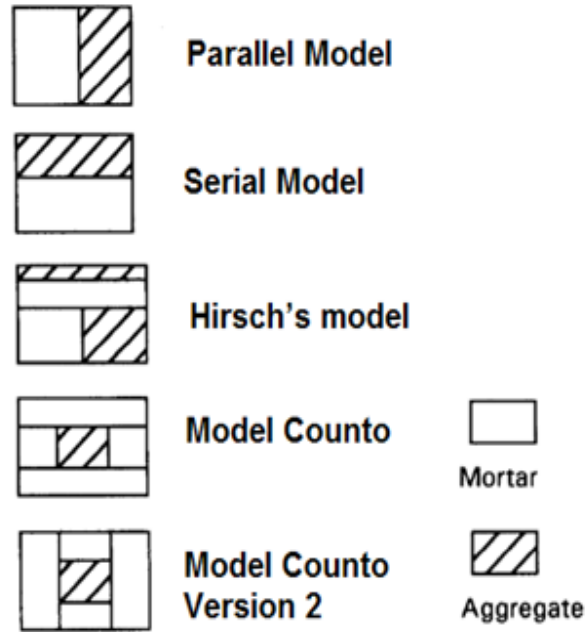 Parallel Model
Serial Model
Hirsch's model
Model Counto
Mortar
Model Counto
Version 2
Aggregate